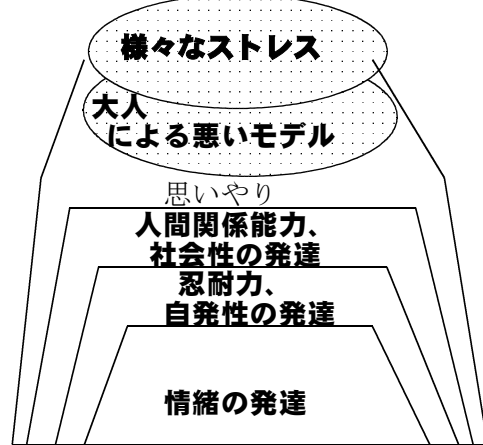 様々なストレス
大人
による悪いモデル
思いやり
人間関係能力、
社会性の発達
忍耐力、
自発性の発達
情緒の発達